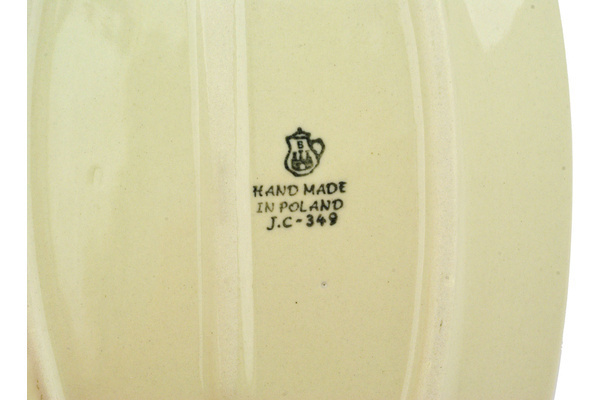 B
HAND MADE
IN POLAND
J.C-349